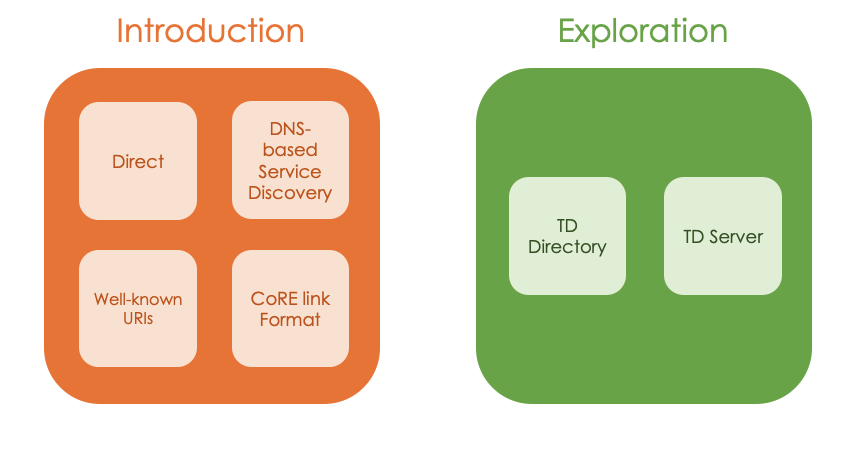 Introduction
Exploration
Direct
DNS-
based
Service
Discovery
Well-known
URIs
CoRE link
Format
TD
Directory
TD Server